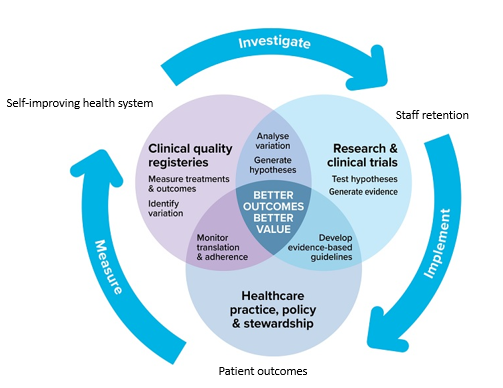 Investigate
Self-improving health system
Staff retention
Clinical quality
registeries
Measure treatments
& outcomes
Identify
variation
Analyse
variation
Generate
hypotheses
Research &
clinical trials
Test hypotheses
Generate evidence
BETTER
OUTCOMES
BETTER
VALUE
Monitor
translation
& adherence
Develop
evidence-based
guidelines
Implement
Measure
Healthcare
practice, policy
& stewardship
Patient outcomes